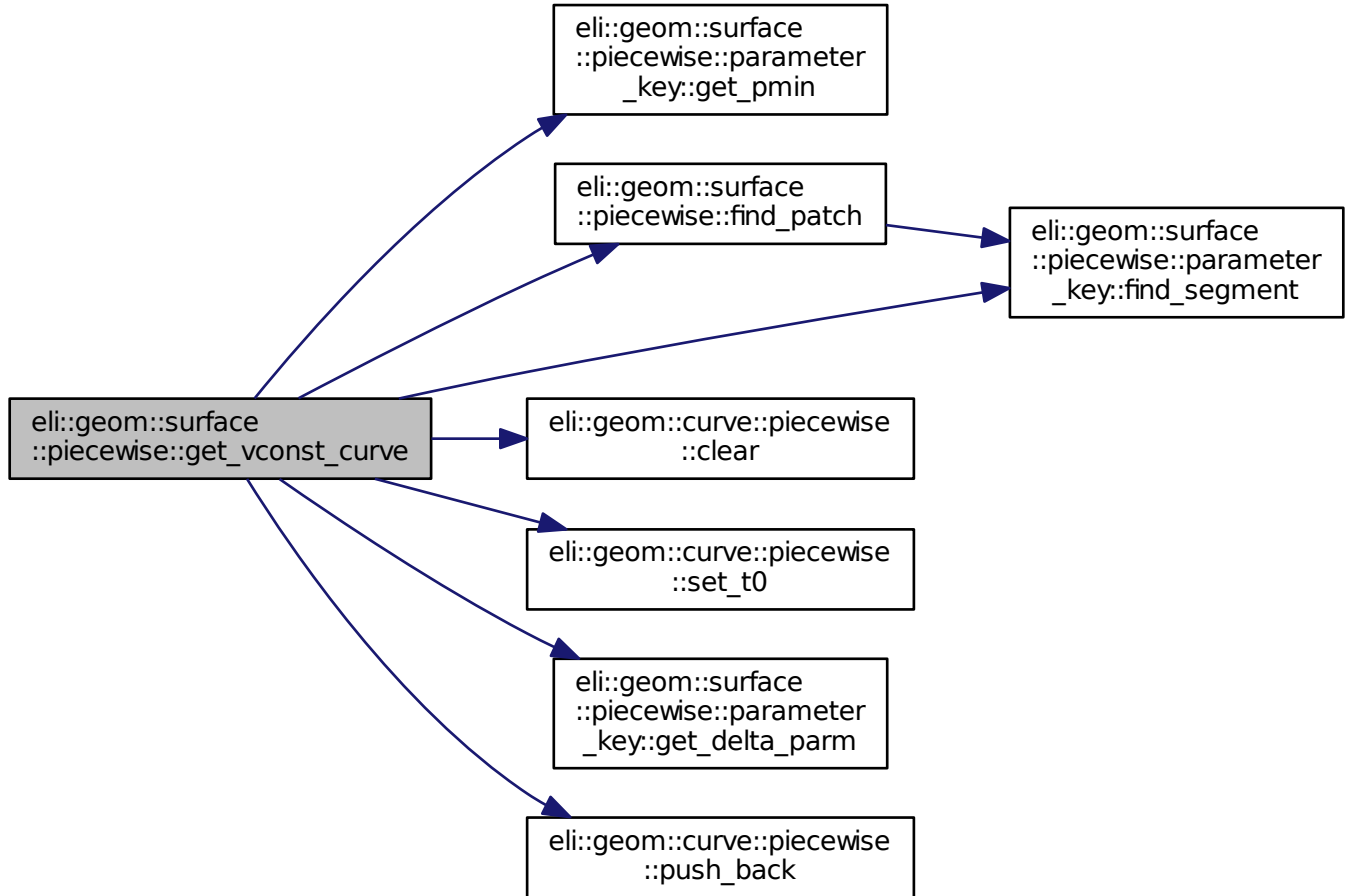 eli::geom::surface
::piecewise::parameter
_key::get_pmin
eli::geom::surface
::piecewise::find_patch
eli::geom::surface
::piecewise::parameter
_key::find_segment
eli::geom::surface
::piecewise::get_vconst_curve
eli::geom::curve::piecewise
::clear
eli::geom::curve::piecewise
::set_t0
eli::geom::surface
::piecewise::parameter
_key::get_delta_parm
eli::geom::curve::piecewise
::push_back